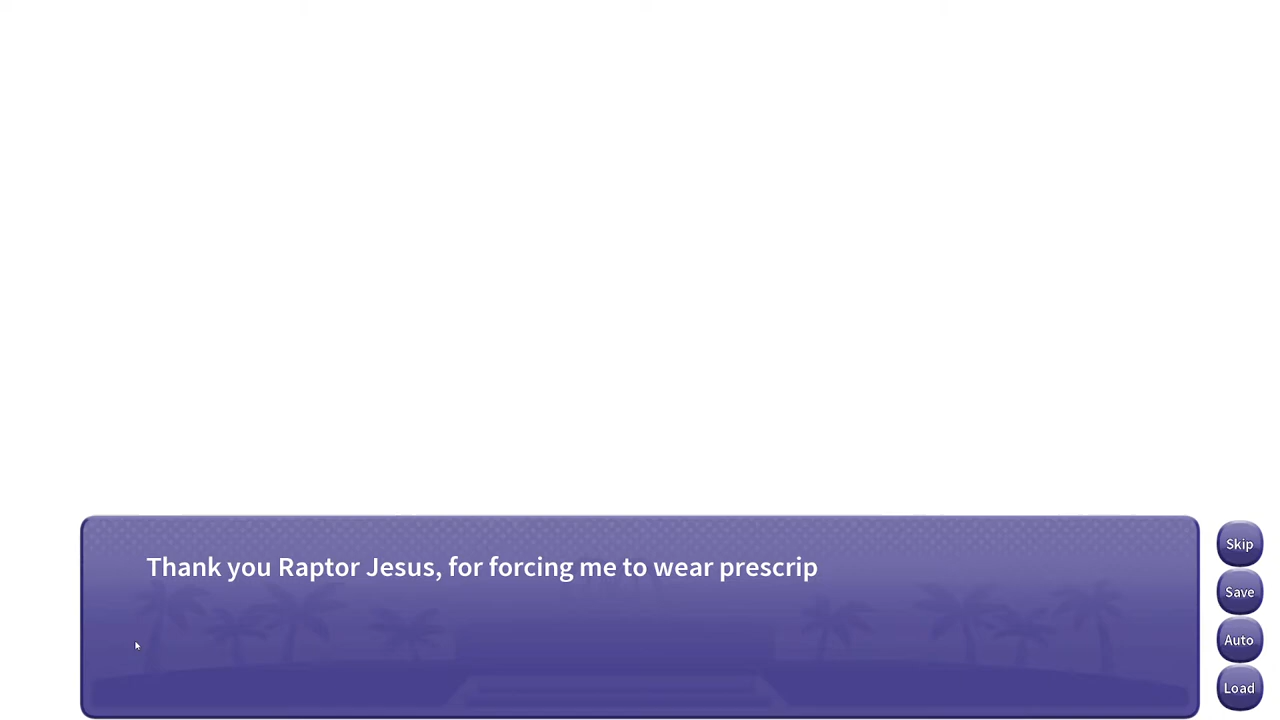 Thank you Raptor Jesus, for forcing me to wear prescrip
Skip
Save
Auto
Load